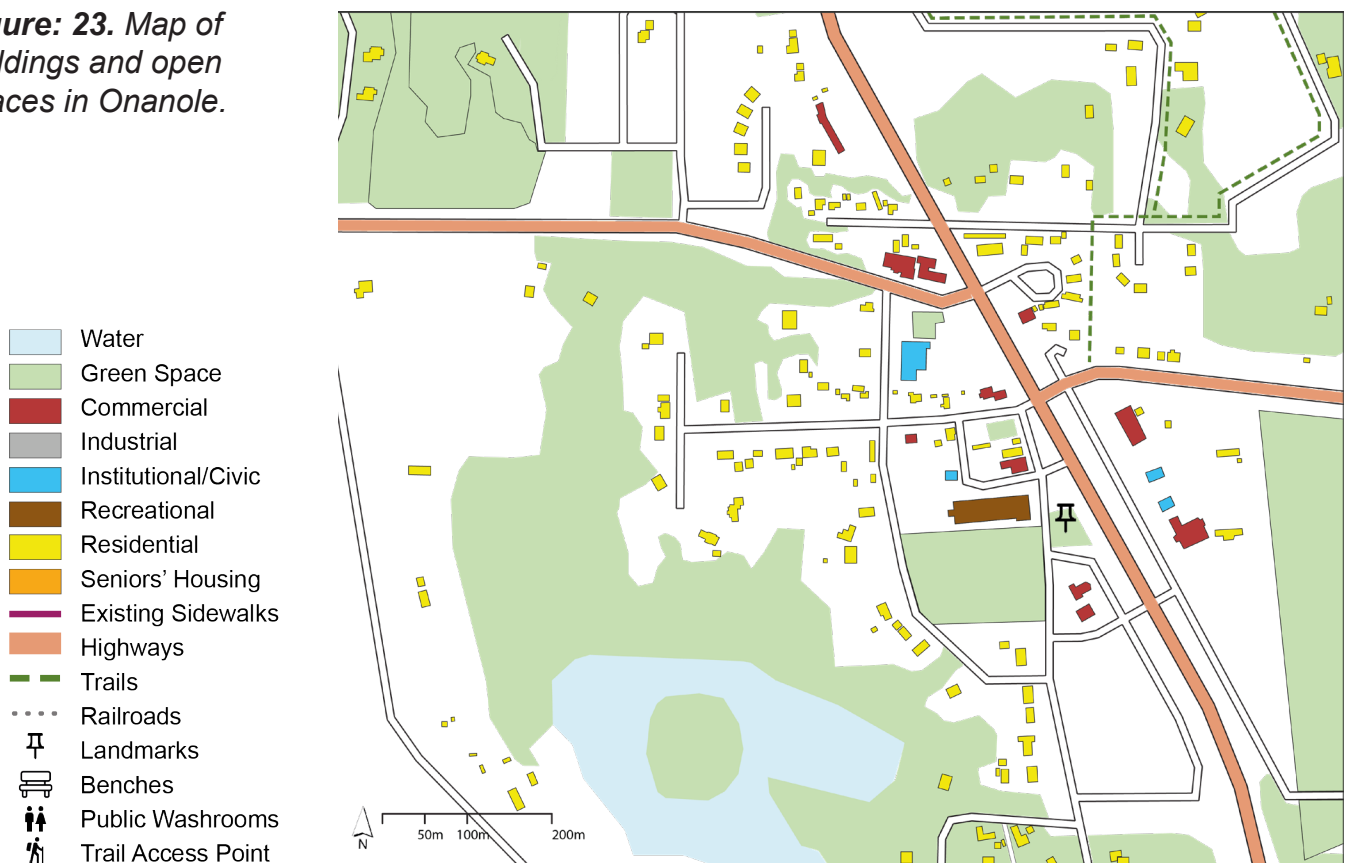 ure: 23. Map of
ldings and open
aces in Onanole.
Water
Green Space
Commercial
Industrial
Institutional/Civic
Recreational
Residential
Seniors’ Housing
Existing Sidewalks
Highways
Trails
Railroads
Landmarks
Benches
Public Washrooms
Trail Access Point
N
50m 100m 200m